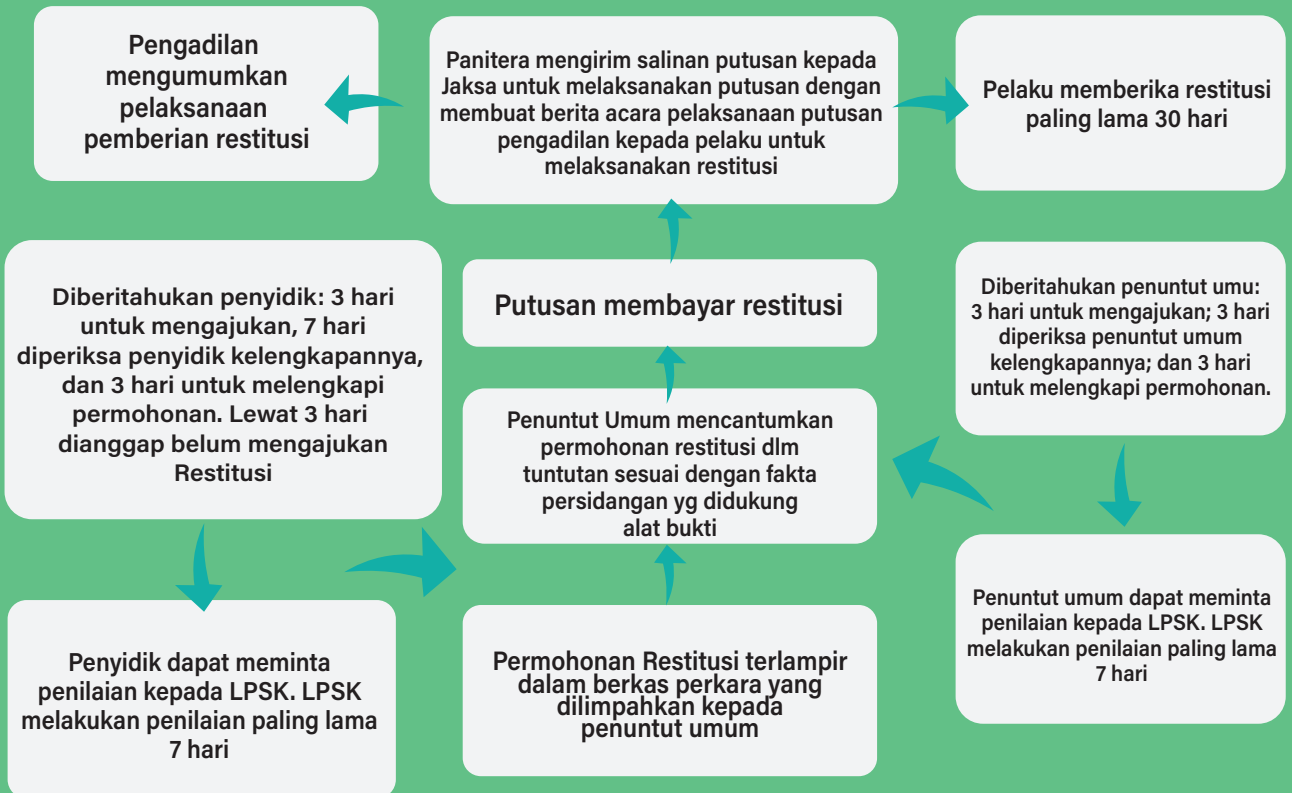 Pengadilan
mengumumkan
pelaksanaan
pemberian restitusi
Panitera mengirim salinan putusan kepada
Jaksa untuk melaksanakan putusan dengan
membuat berita acara pelaksanaan putusan
pengadilan kepada pelaku untuk
melaksanakan restitusi
Pelaku memberika restitusi
paling lama 30 hari
Diberitahukan penyidik: 3 hari
untuk mengajukan, 7 hari
diperiksa penyidik kelengkapannya,
dan 3 hari untuk melengkapi
permohonan. Lewat 3 hari
dianggap belum mengajukan
Restitusi
Putusan membayar restitusi
Diberitahukan penuntut umu:
3 hari untuk mengajukan; 3 hari
diperiksa penuntut umum
kelengkapannya; dan 3 hari
untuk melengkapi permohonan.
Penuntut Umum mencantumkan
permohonan restitusi dlm
tuntutan sesuai dengan fakta
persidangan yg didukung
alat bukti
Penyidik dapat meminta
penilaian kepada LPSK. LPSK
melakukan penilaian paling lama
7 hari
Permohonan Restitusi terlampir
dalam berkas perkara yang
dilimpahkan kepada
penuntut umum
Penuntut umum dapat meminta
penilaian kepada LPSK. LPSK
melakukan penilaian paling lama
7 hari